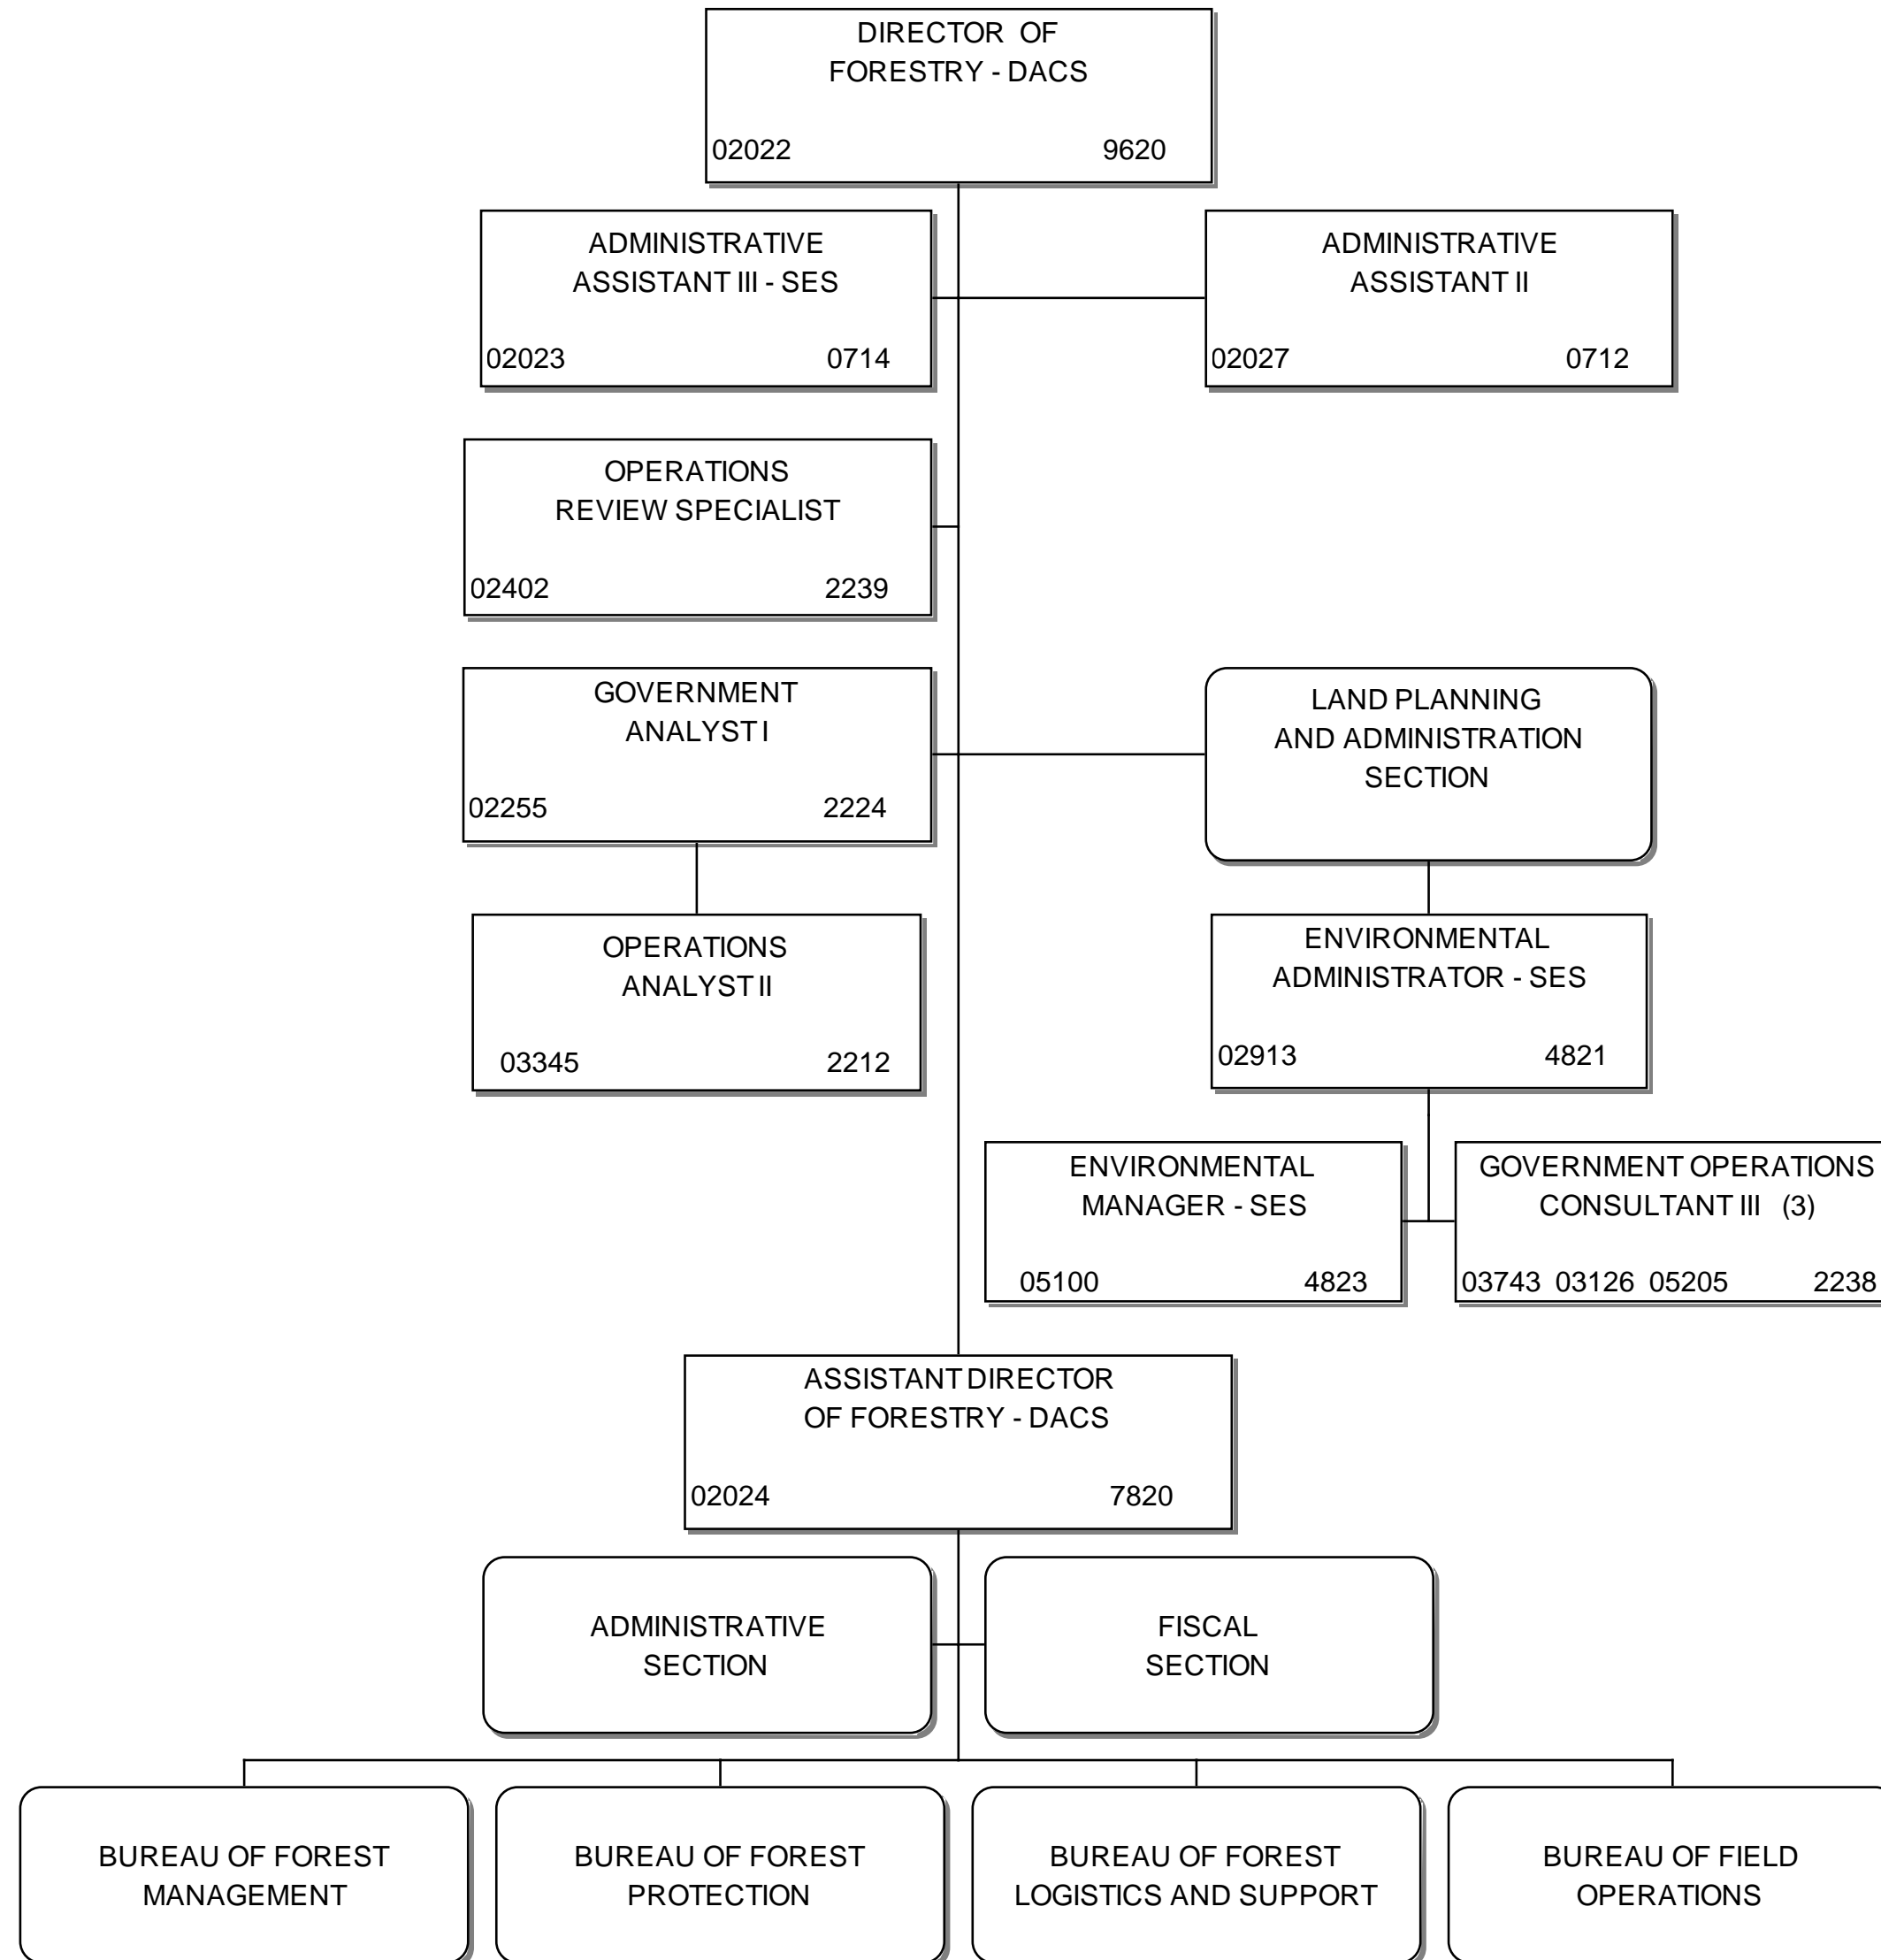 DIRECTOR OF
FORESTRY - DACS
02022 9620
ADMINISTRATIVE
ASSISTANT III - SES
02023 0714
ADMINISTRATIVE
ASSISTANT II
02027 0712
OPERATIONS
REVIEW SPECIALIST
02402 2239
GOVERNMENT
ANALYST I
02255 2224
LAND PLANNING
AND ADMINISTRATION
SECTION
OPERATIONS
ANALYST II
03345 2212
ENVIRONMENTAL
ADMINISTRATOR - SES
02913 4821
ENVIRONMENTAL
MANAGER - SES
05100 4823
GOVERNMENT OPERATIONS
CONSULTANT III (3)
03743 03126 05205 2238
ASSISTANT DIRECTOR
OF FORESTRY - DACS
02024 7820
ADMINISTRATIVE
SECTION
FISCAL
SECTION
BUREAU OF FOREST
MANAGEMENT
BUREAU OF FOREST
PROTECTION
BUREAU OF FOREST
LOGISTICS AND SUPPORT
BUREAU OF FIELD
OPERATIONS